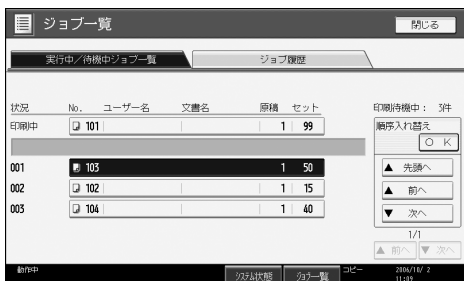 ジョブ一覧 閉じる
実行中／待機中ジョブ一覧 ジョブ履歴
状況 No. ユーザー名 文書名 原稿 セット 印刷待機中： 3件
印刷中 101 1 99 順序入れ替え
ＯＫ
001 103 1 50 ▲ 先頭へ
002 102 1 15 ▲ 前へ
003 104 1 40 ▼ 次へ
1/1
▲ 前へ ▼ 次へ
動作中 システム状態 ジョブ一覧 コピー 2006/10/ 2
11:09